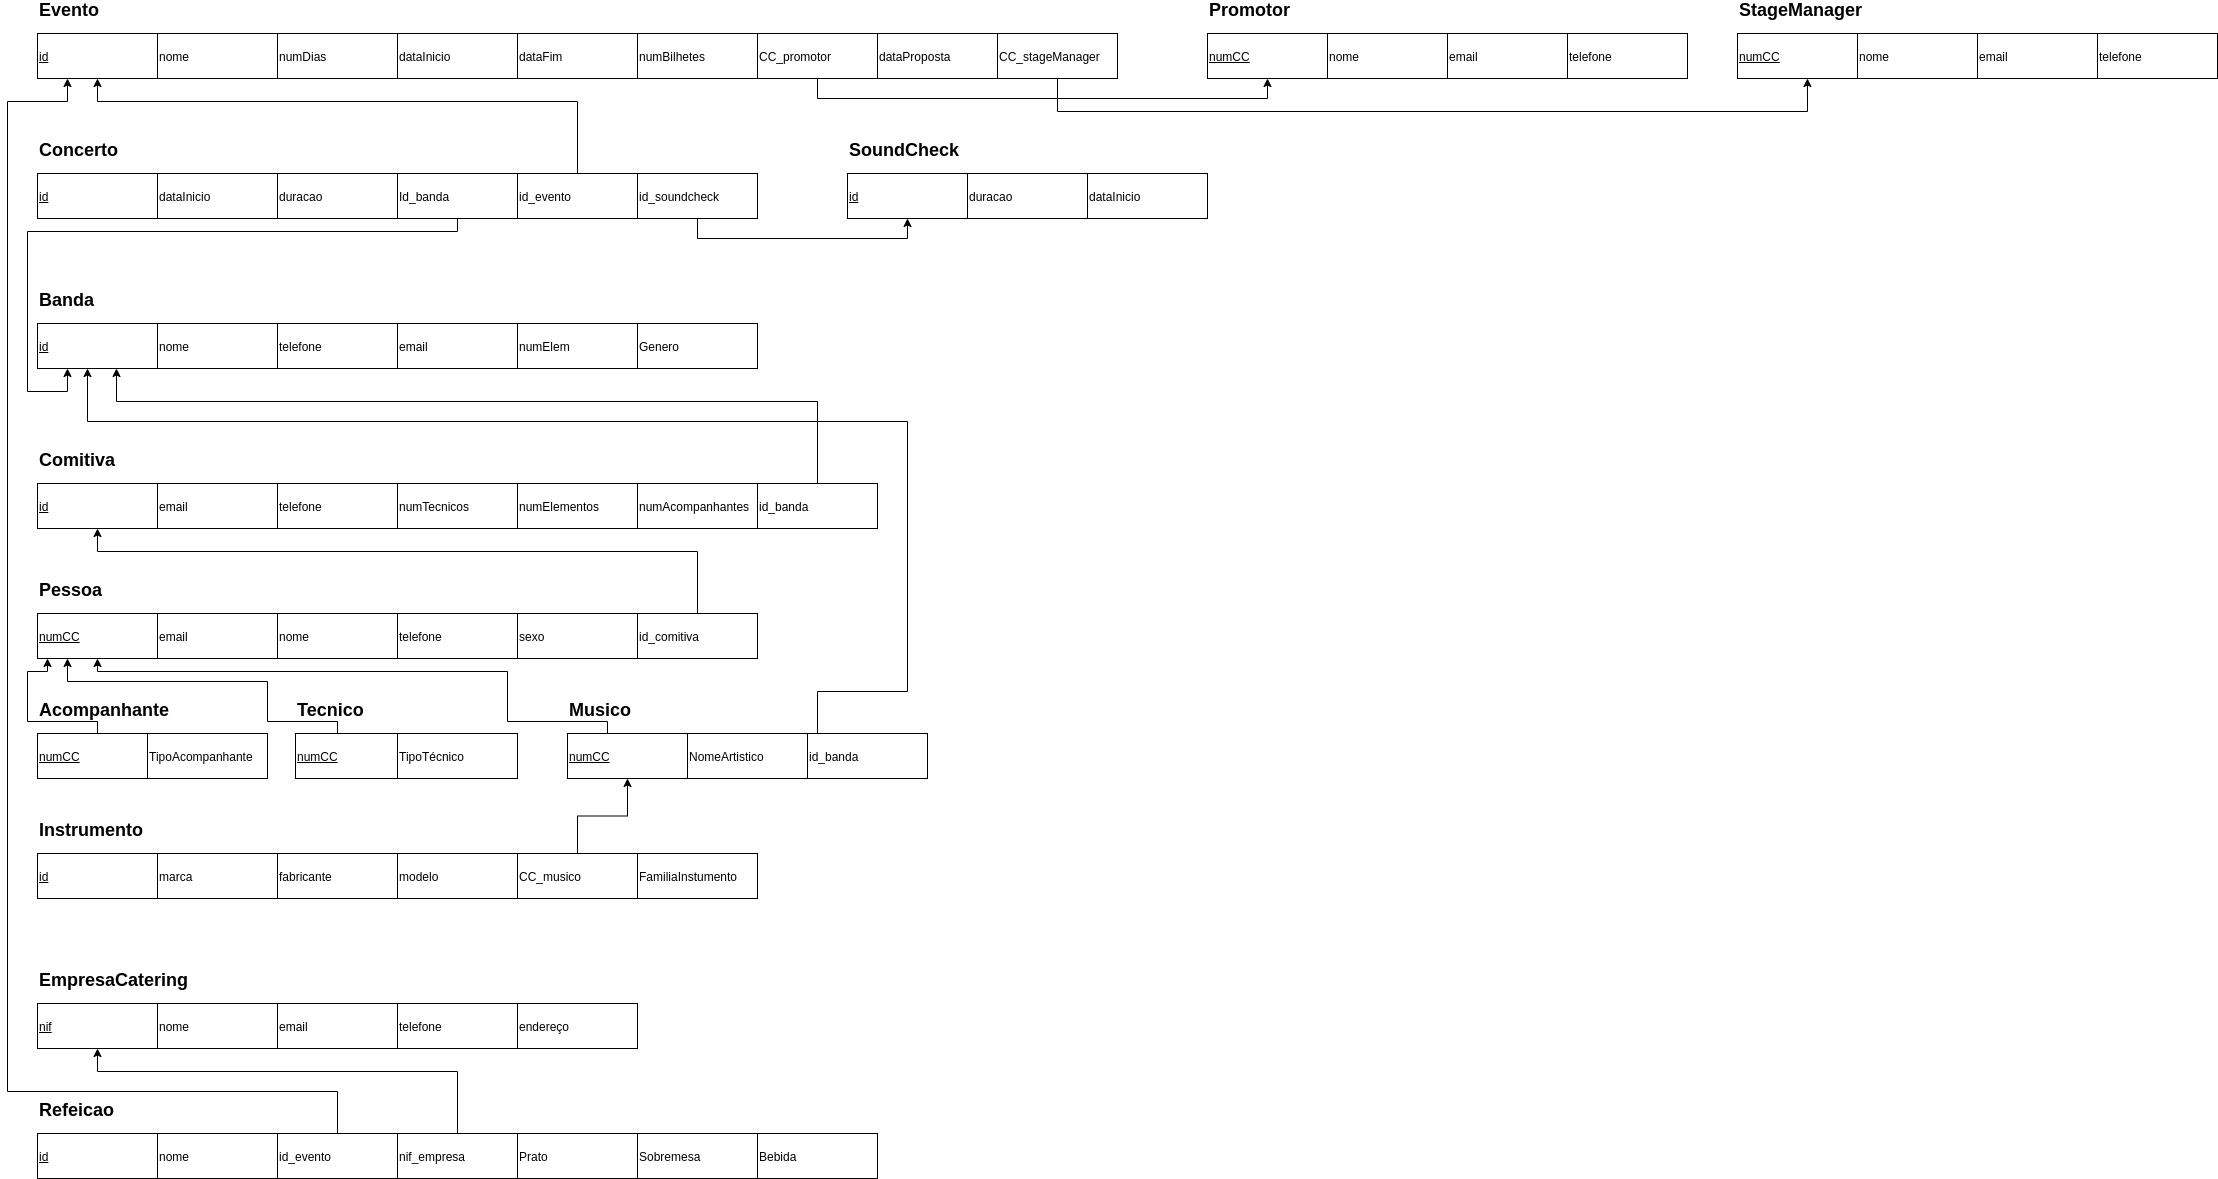 Evento
id nome numDias dataInicio dataFim numBilhetes CC_promotor dataProposta CC_stageManager
Promotor
numCC nome email telefone
StageManager
numCC nome email telefone
Concerto
id dataInicio duracao Id_banda id_evento id_soundcheck
SoundCheck
id duracao dataInicio
Banda
id nome telefone email numElem Genero
Comitiva
id email telefone numTecnicos numElementos numAcompanhantes id_banda
Pessoa
numCC email nome telefone sexo id_comitiva
Acompanhante
numCC TipoAcompanhante
Tecnico
numCC TipoTécnico
Musico
numCC NomeArtistico id_banda
Instrumento
id marca fabricante modelo CC_musico FamiliaInstumento
EmpresaCatering
nif nome email telefone endereço
Refeicao
id nome id_evento nif_empresa Prato Sobremesa Bebida